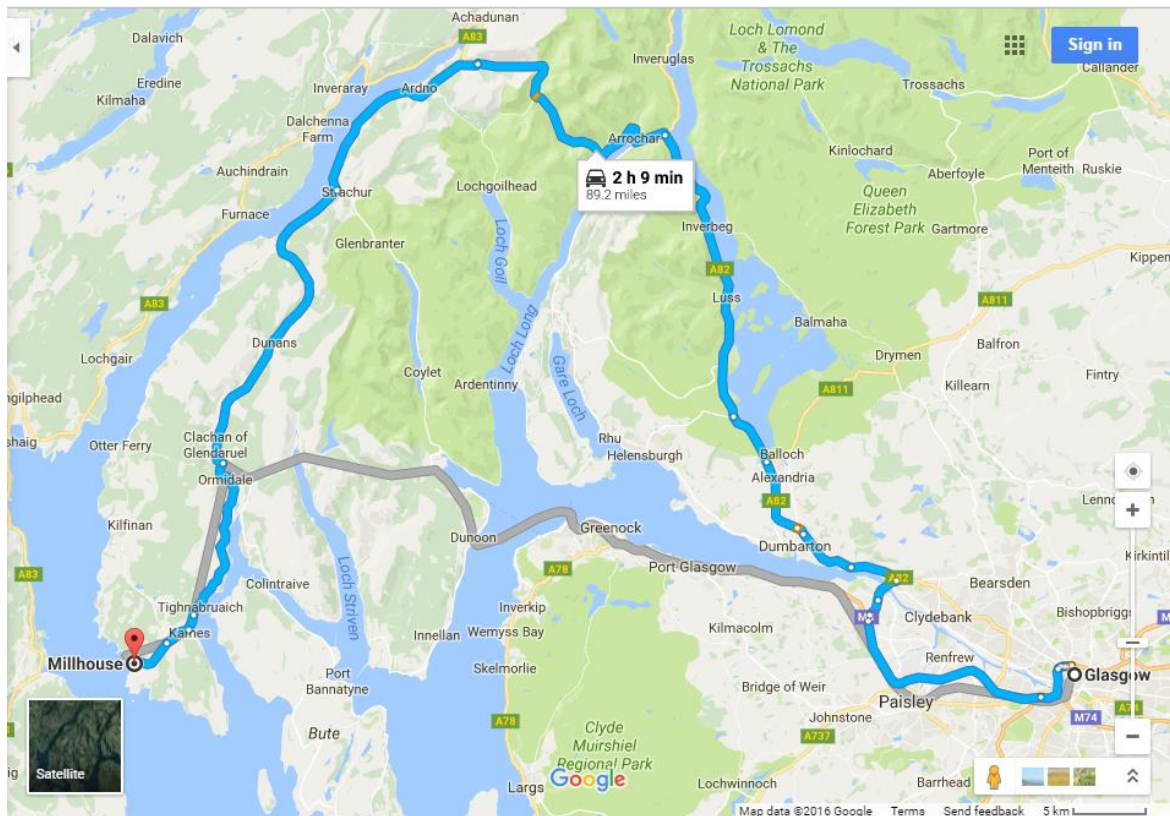 Achadunan
A83
Dalavich
Inveruglas
Loch Lomond
& The
Trossachs
National Park
Sign in
Callander
Eredine
Kilmaha
Inveraray
Ardno
Trossachs
Dalchenna
Farm
Arrochar
Kinlochard
Port of
Menteith
Ruskie
Auchindrain
2 h 9 min
89.2 miles
Aberfoyle
Strachur
Lochgoilhead
Queen
Elizabeth
Forest Park
Gartmore
Furnace
Loch Goil
Inverbeg
Glenbranter
A82
Kippen
A83
Luss
A811
Loch Long
Balmaha
Dunans
Gare Loch
Balfron
Lochgair
Drymen
Coylet
Ardentinny
A811
Killearn
Fintry
ngilphead
shaig
Otter Ferry
Clachan of
Glendaruel
Rhu
Helensburgh
Balloch
Ormidale
Alexandria
A82
Kilfinan
Dunoon
Greenock
Dumbarton
A83
A78
Port Glasgow
A82
Bearsden
Colintraive
Loch Striven
Tighnabruaich
Inverkip
Clydebank
Bishopbriggs
Kames
Innellan
Wemyss Bay
Kilmacolm
Millhouse
Skelmorlie
Renfrew
Glasgow
Port
Bannatyne
Bridge of Weir
Paisley
A78
Johnstone
M74
A74
Bute
Clyde
Muirshiel
Regional Park
A737
Satellite
Google
Largs
Lochwinnoch
Barrhead
Map data ©2016 Google Terms Send feedback 5 km